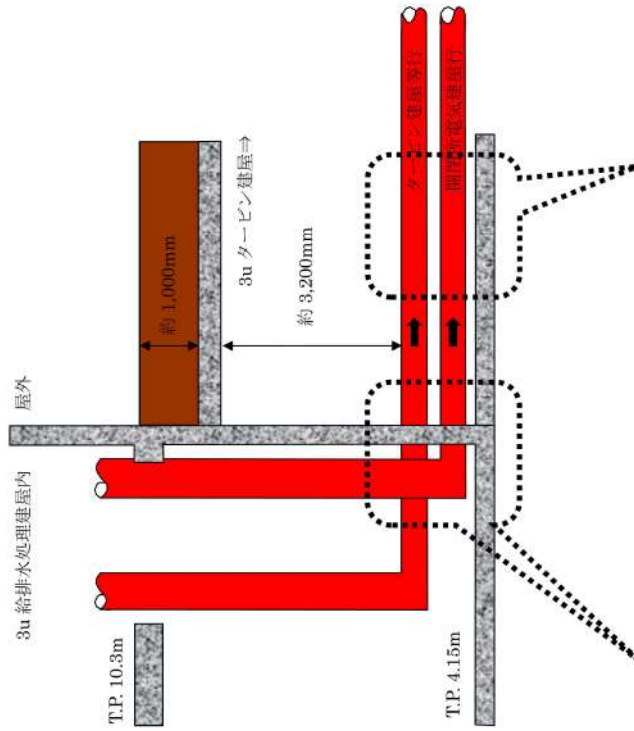 3u 給排水処理建屋内
屋外
T.P. 10.3m
約 1,000mm
3u タービン建屋⇒
約 3,200mm
タービン建屋等行
開閉所電気建屋行
T.P. 4.15m